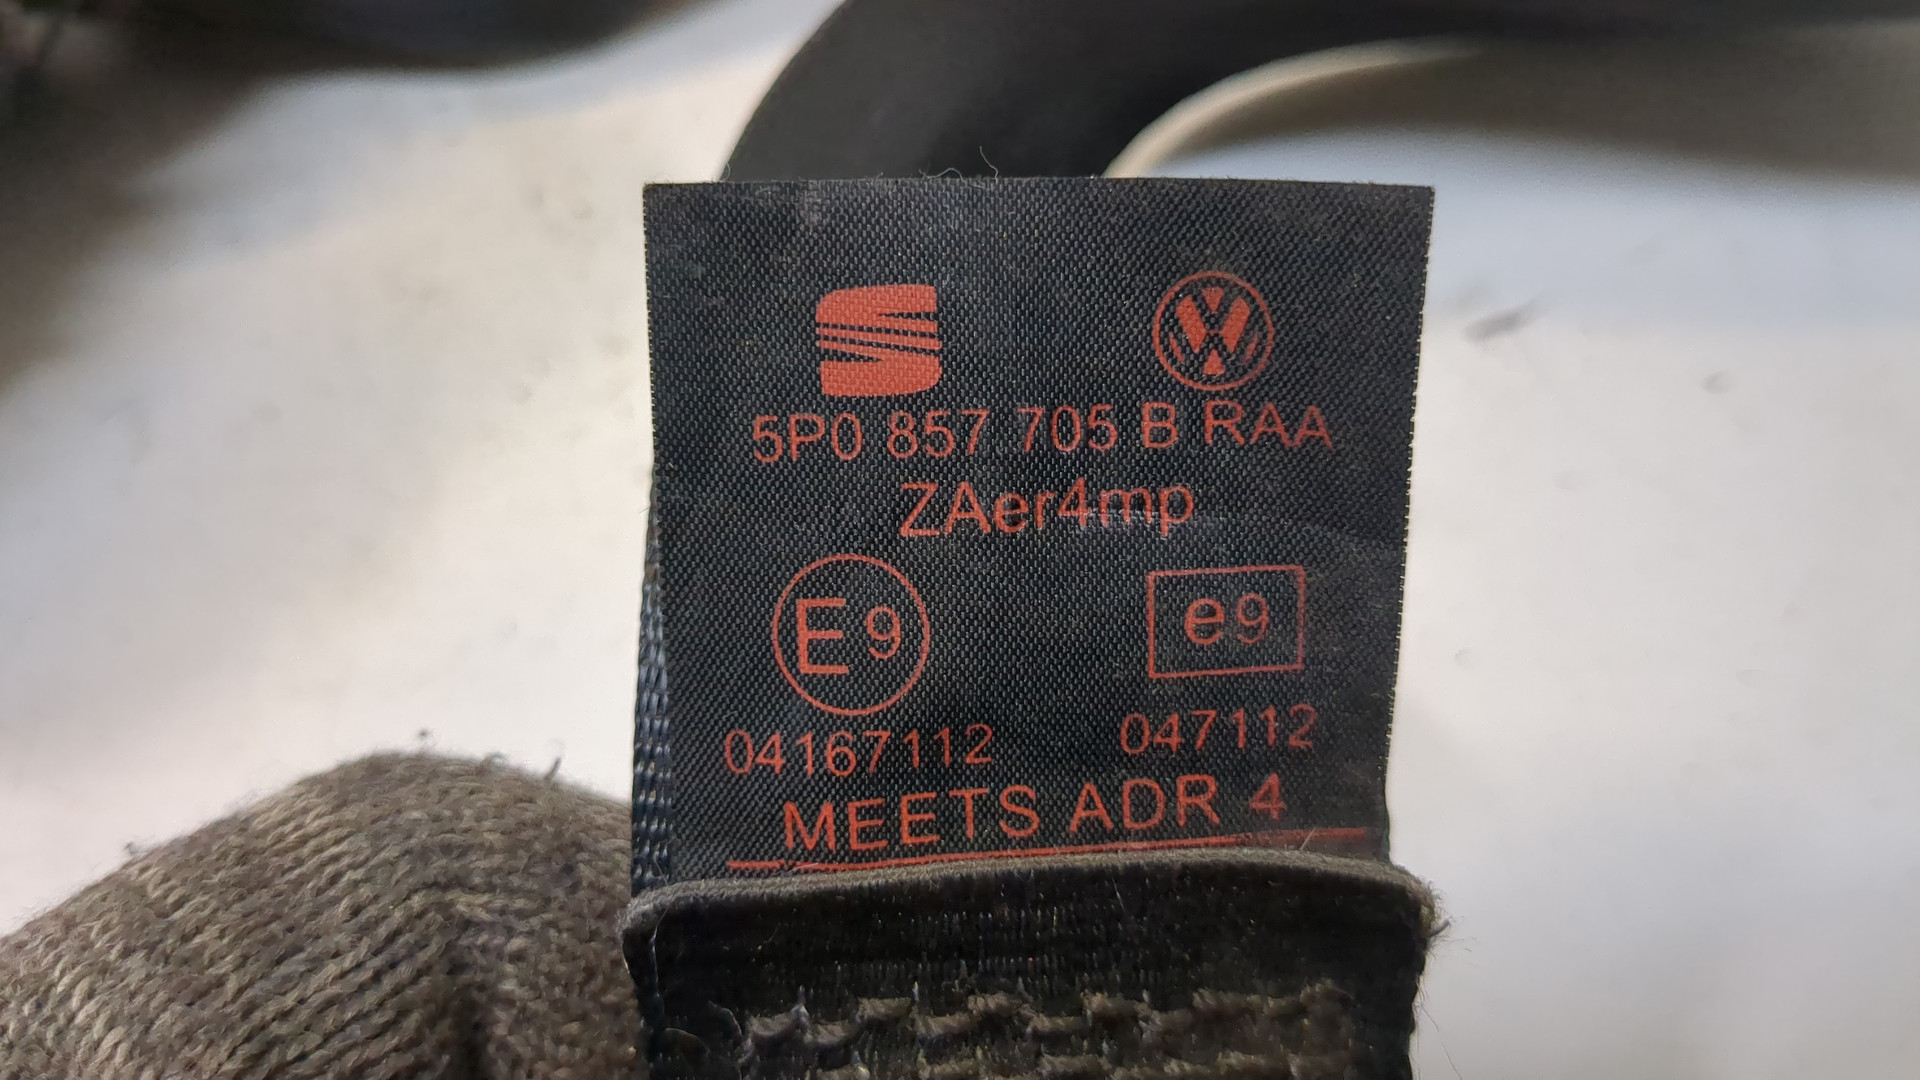 5P0 857 705 B RAA
ZAer4mp
E9 e9
04167112 047112
MEETS ADR 4